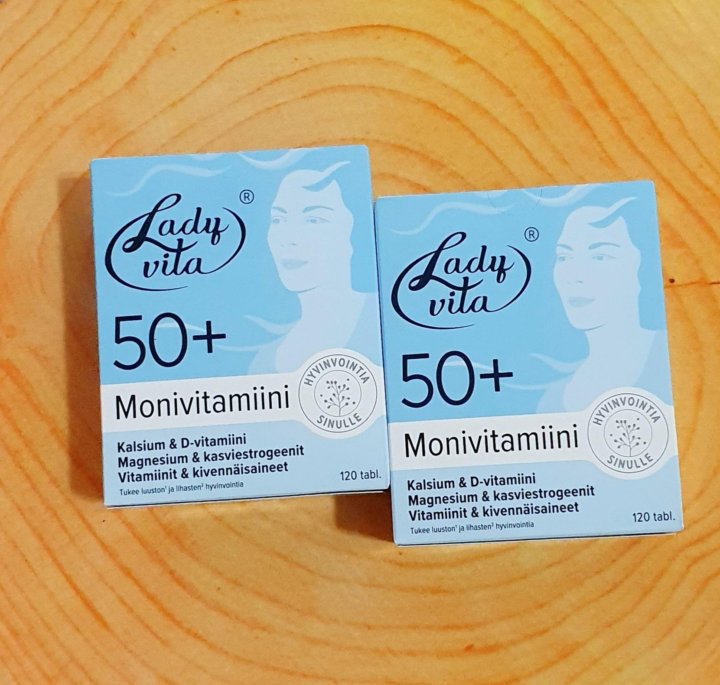 Lady
vita
®
50+
Monivitamiini
HYVINVOINTIA
SINULLE
Kalsium & D-vitamiini
Magnesium & kasviestrogeenit
Vitamiinit & kivennäisaineet
Tukee luuston¹ ja lihasten² hyvinvointia
120 tabl.
Lady
vita
®
50+
Monivitamiini
HYVINVOINTIA
SINULLE
Kalsium & D-vitamiini
Magnesium & kasviestrogeenit
Vitamiinit & kivennäisaineet
Tukee luuston¹ ja lihasten² hyvinvointia
120 tabl.